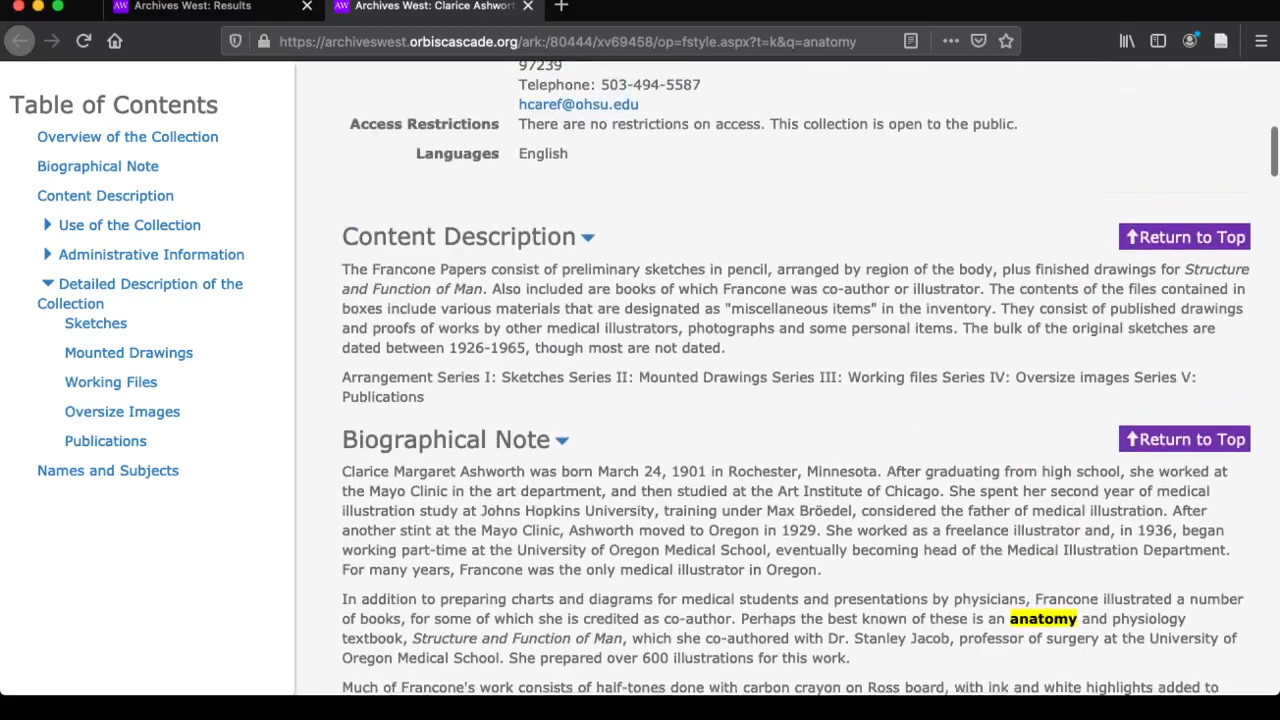 Archives West: Results
Archives West: Clarice Ashwort
https://archiveswest.orbiscascade.org/ark:/80444/xv69458/op=fstyle.aspx?t=k&q=anatomy
Table of Contents
Overview of the Collection
Biographical Note
Content Description
Use of the Collection
Administrative Information
Detailed Description of the
Collection
Sketches
Mounted Drawings
Working Files
Oversize Images
Publications
Names and Subjects
97239
Telephone: 503-494-5587
hcaref@ohsu.edu
Access Restrictions There are no restrictions on access. This collection is open to the public.
Languages English
Content Description
Return to Top
The Francone Papers consist of preliminary sketches in pencil, arranged by region of the body, plus finished drawings for Structure
and Function of Man. Also included are books of which Francone was co-author or illustrator. The contents of the files contained in
boxes include various materials that are designated as "miscellaneous items" in the inventory. They consist of published drawings
and proofs of works by other medical illustrators, photographs and some personal items. The bulk of the original sketches are
dated between 1926-1965, though most are not dated.
Arrangement Series I: Sketches Series II: Mounted Drawings Series III: Working files Series IV: Oversize images Series V:
Publications
Biographical Note
Return to Top
Clarice Margaret Ashworth was born March 24, 1901 in Rochester, Minnesota. After graduating from high school, she worked at
the Mayo Clinic in the art department, and then studied at the Art Institute of Chicago. She spent her second year of medical
illustration study at Johns Hopkins University, training under Max Bröedel, considered the father of medical illustration. After
another stint at the Mayo Clinic, Ashworth moved to Oregon in 1929. She worked as a freelance illustrator and, in 1936, began
working part-time at the University of Oregon Medical School, eventually becoming head of the Medical Illustration Department.
For many years, Francone was the only medical illustrator in Oregon.
In addition to preparing charts and diagrams for medical students and presentations by physicians, Francone illustrated a number
of books, for some of which she is credited as co-author. Perhaps the best known of these is an anatomy and physiology
textbook, Structure and Function of Man, which she co-authored with Dr. Stanley Jacob, professor of surgery at the University of
Oregon Medical School. She prepared over 600 illustrations for this work.
Much of Francone's work consists of half-tones done with carbon crayon on Ross board, with ink and white highlights added to